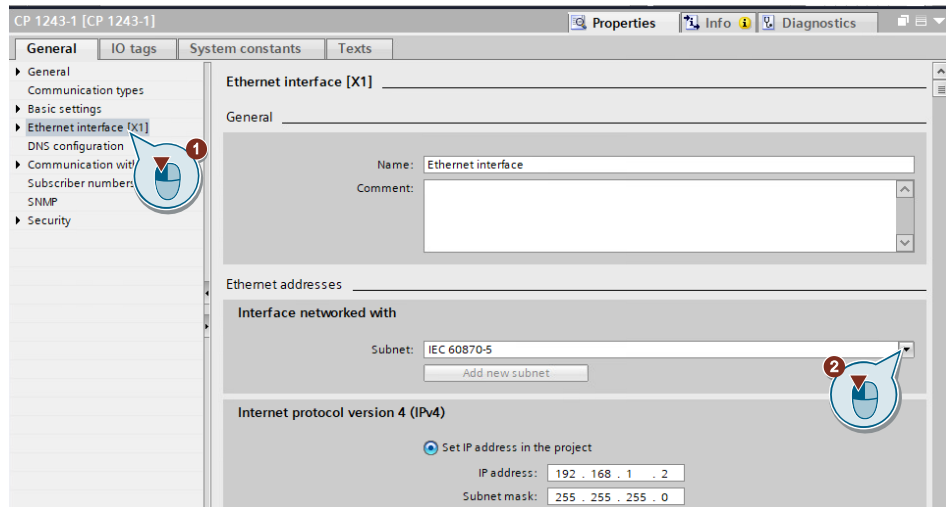 CP 1243-1 [CP 1243-1]
Properties
Info
Diagnostics
General
IO tags
System constants
Texts
General
Communication types
Basic settings
Ethernet interface [X1]
DNS configuration
Communication with
Subscriber numbers
SNMP
Security
1
Ethernet interface [X1]
General
Name: Ethernet interface
Comment:
Ethernet addresses
Interface networked with
Subnet: IEC 60870-5
Add new subnet
2
Internet protocol version 4 (IPv4)
Set IP address in the project
IP address: 192 . 168 . 1 . 2
Subnet mask: 255 . 255 . 255 . 0